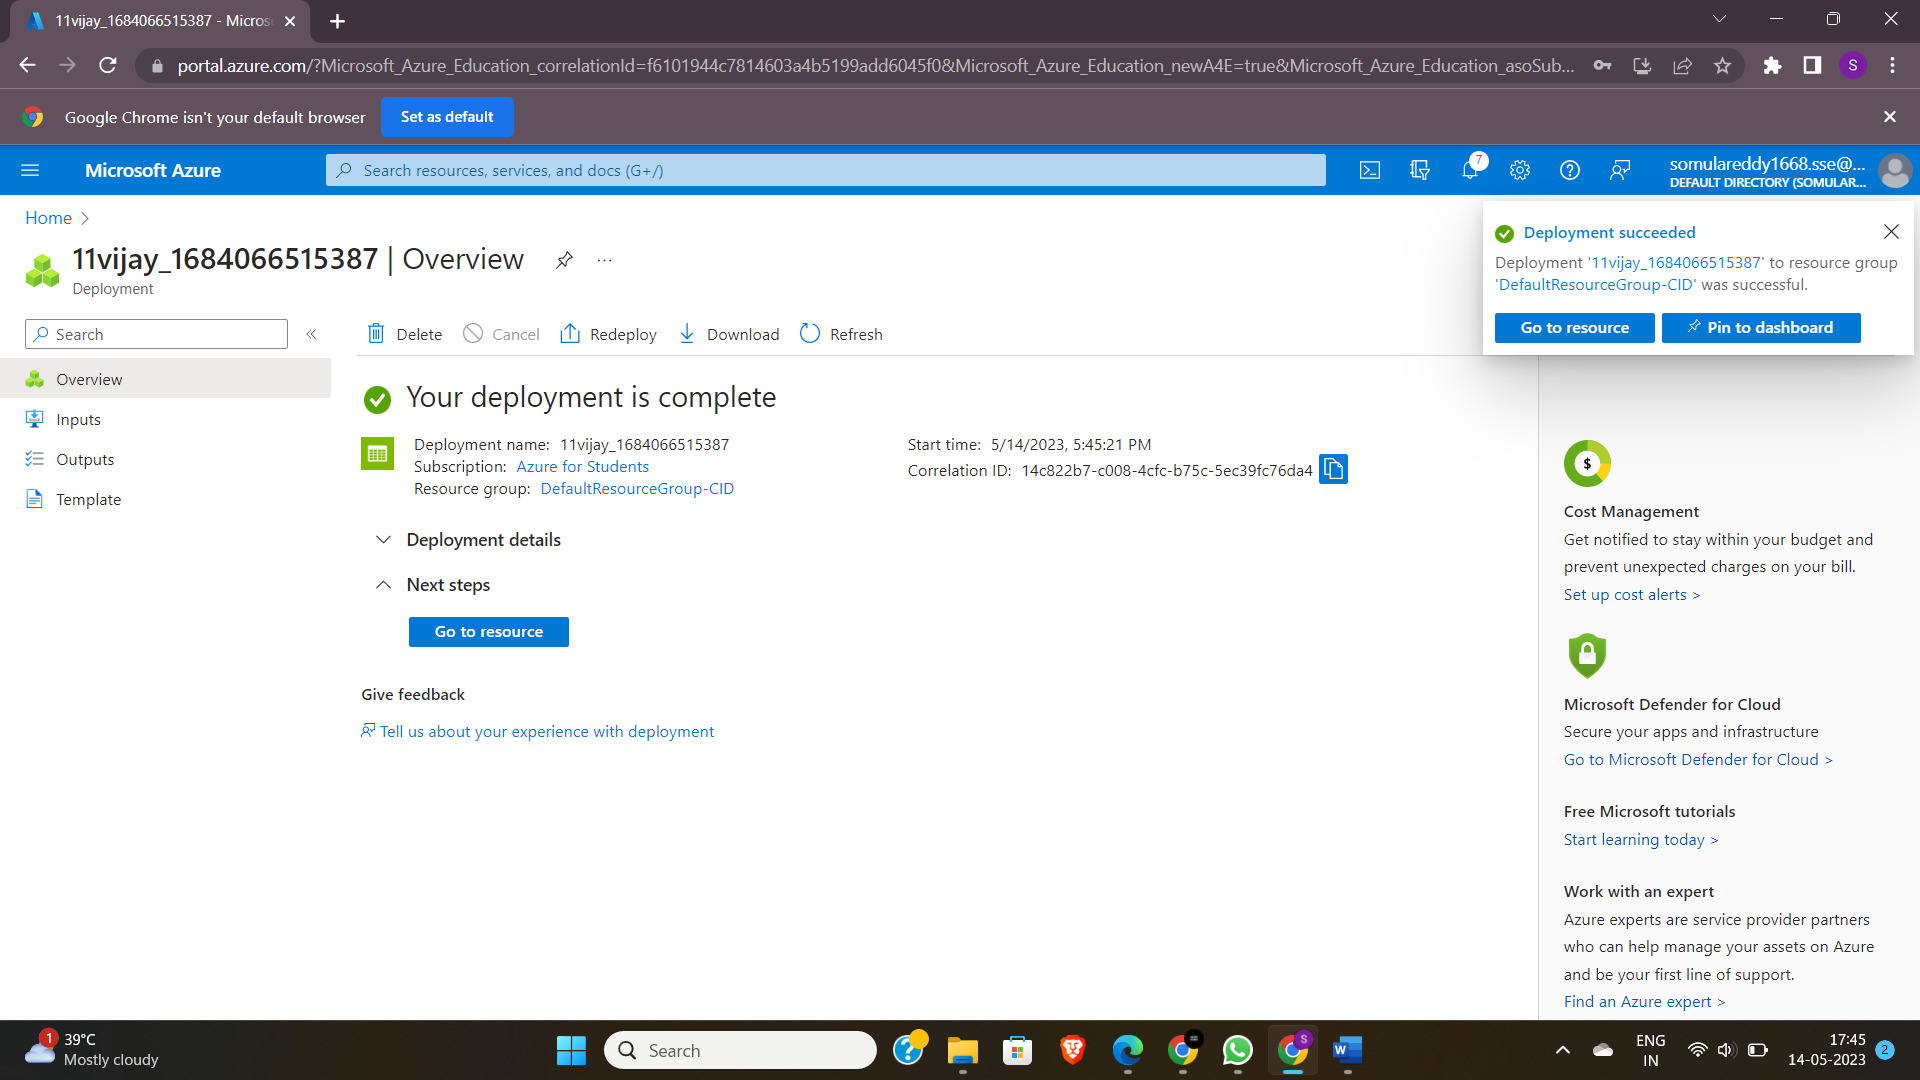 11vijay_1684066515387 - Micros
portal.azure.com/?Microsoft_Azure_Education_correlationId=f6101944c7814603a4b5199add6045f0&Microsoft_Azure_Education_newA4E=true&Microsoft_Azure_Education_asoSub...
S
Google Chrome isn't your default browser
Set as default
Microsoft Azure
Search resources, services, and docs (G+/)
7
somulareddy1668.sse@...
DEFAULT DIRECTORY (SOMULAR...
Home
11vijay_1684066515387 | Overview
...
Deployment
Deployment succeeded
Deployment '11vijay_1684066515387' to resource group
'DefaultResourceGroup-CID' was successful.
Go to resource
Pin to dashboard
Search
«
Delete
Cancel
Redeploy
Download
Refresh
Overview
Inputs
Outputs
Template
Your deployment is complete
Deployment name: 11vijay_1684066515387
Subscription: Azure for Students
Resource group: DefaultResourceGroup-CID
Start time: 5/14/2023, 5:45:21 PM
Correlation ID: 14c822b7-c008-4cfc-b75c-5ec39fc76da4
Deployment details
Next steps
Go to resource
Give feedback
Tell us about your experience with deployment
$
Cost Management
Get notified to stay within your budget and
prevent unexpected charges on your bill.
Set up cost alerts >
Microsoft Defender for Cloud
Secure your apps and infrastructure
Go to Microsoft Defender for Cloud >
Free Microsoft tutorials
Start learning today >
Work with an expert
Azure experts are service provider partners
who can help manage your assets on Azure
and be your first line of support.
Find an Azure expert >
1
39°C
Mostly cloudy
Search
S
W
ENG
IN
17:45
14-05-2023
2